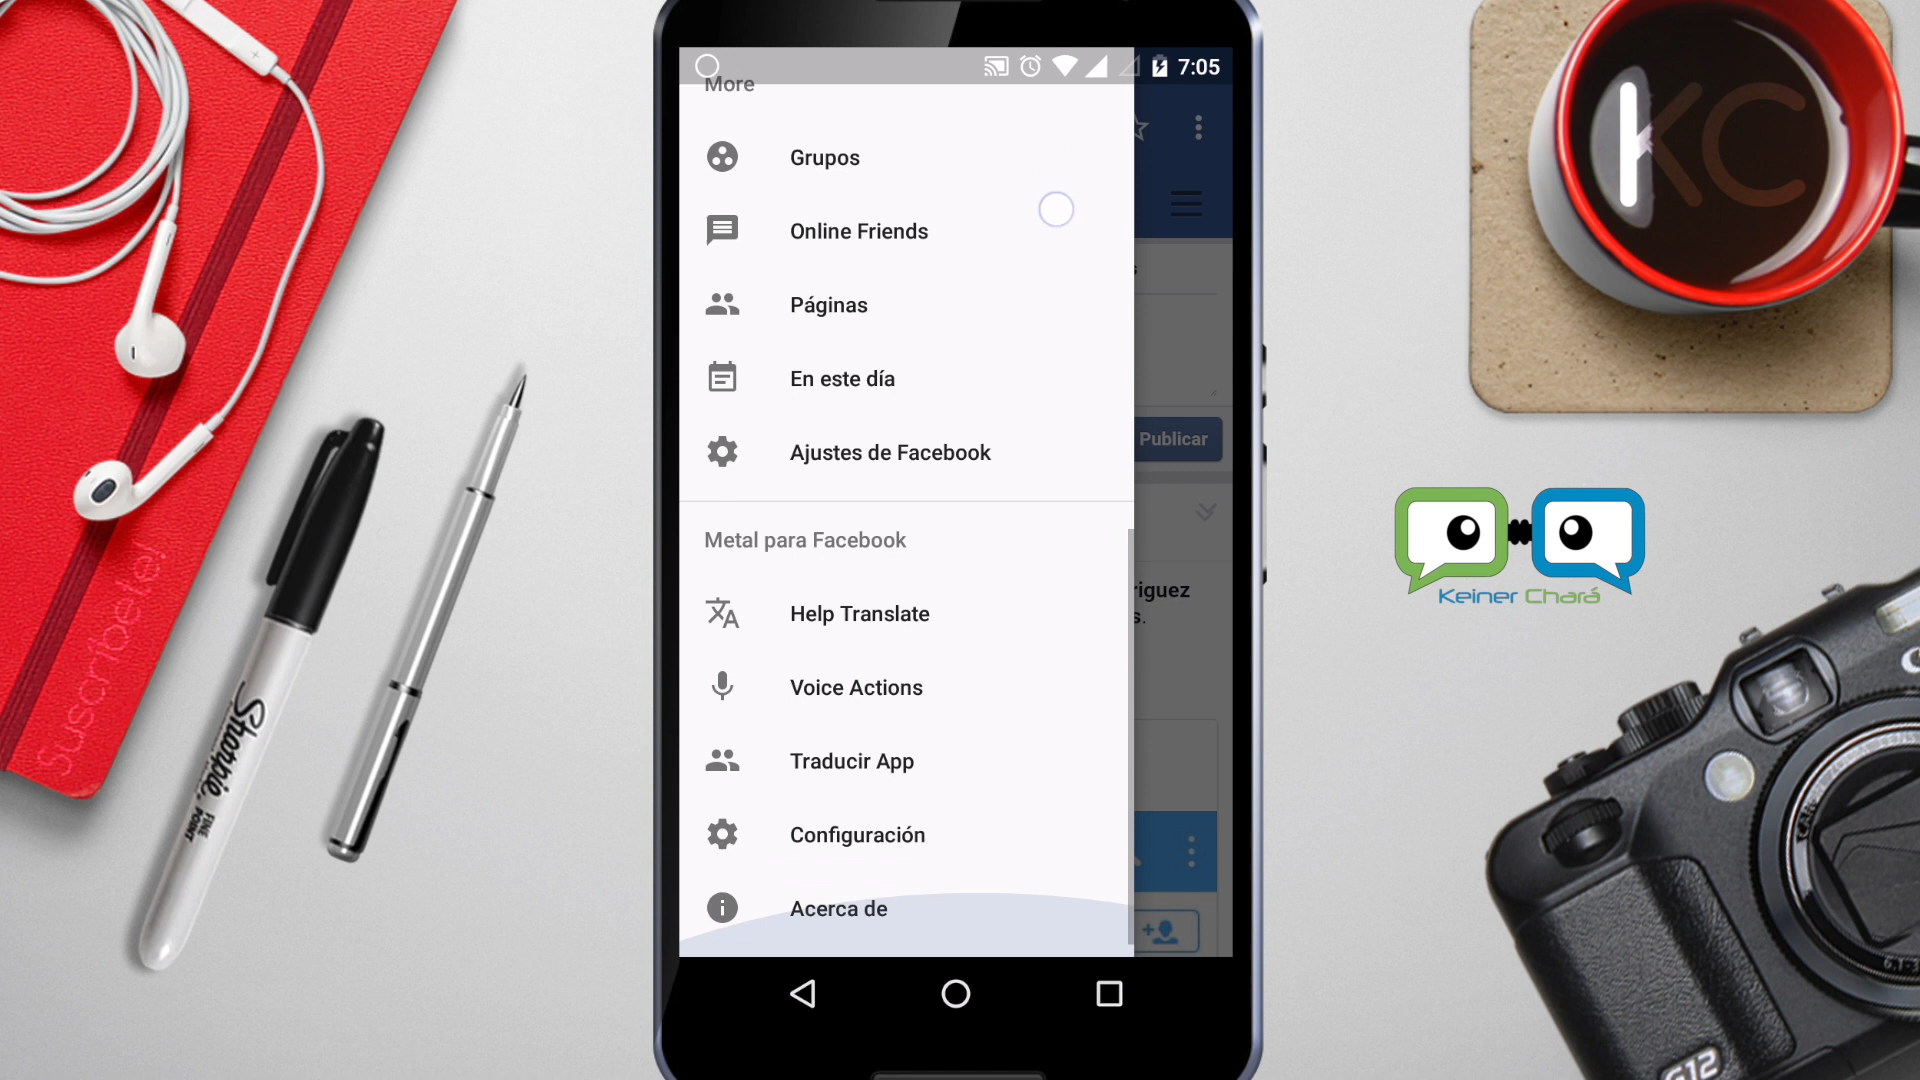 7:05
More
Grupos
Online Friends
Páginas
En este día
Ajustes de Facebook
Publicar
Metal para Facebook
riguez
s.
Help Translate
Voice Actions
Traducir App
Configuración
Acerca de
Suscribete!
Sharpie
FINE
POINT
KC
Keiner Chará
G12